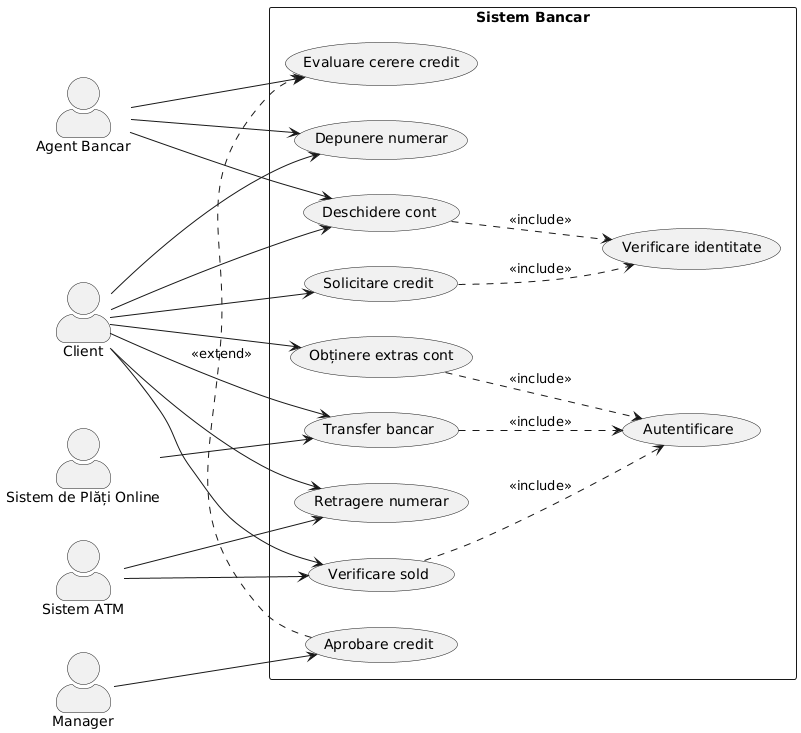 Sistem Bancar
Evaluare cerere credit
Agent Bancar
Depunere numerar
Deschidere cont
«include»
Verificare identitate
Solicitare credit
«include»
Client
«extend»
Obținere extras cont
«include»
Transfer bancar
«include»
Autentificare
Sistem de Plăți Online
Retragere numerar
«include»
Verificare sold
Sistem ATM
Aprobare credit
Manager